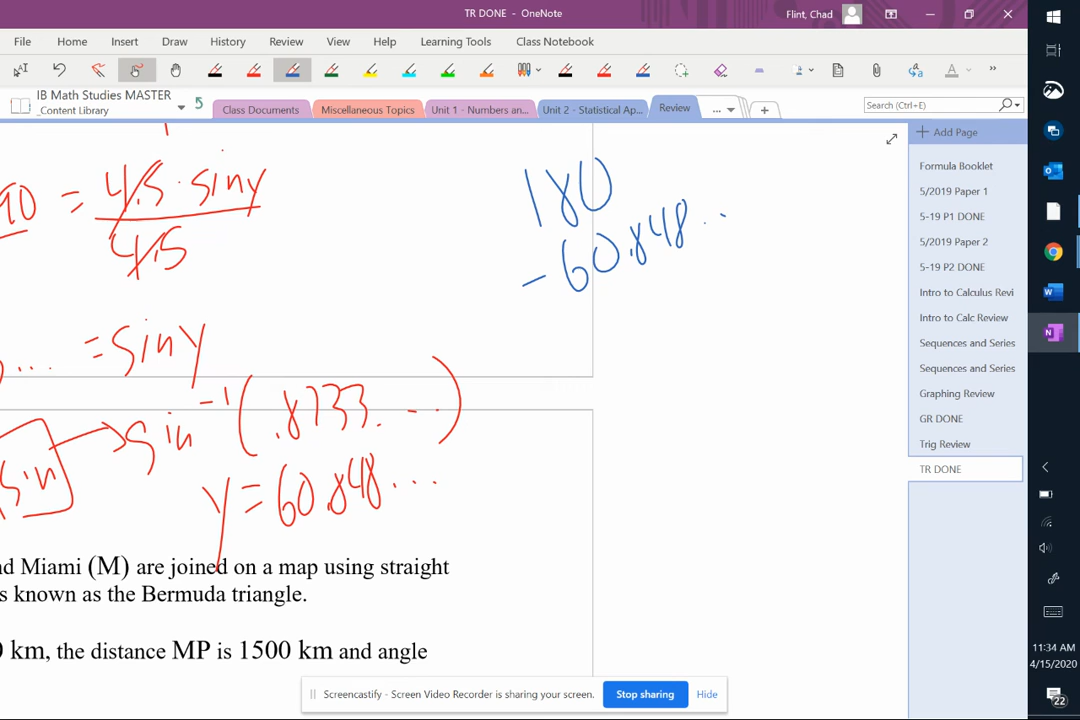 TR DONE - OneNote
Flint, Chad
File Home Insert Draw History Review View Help Learning Tools Class Notebook
IB Math Studies MASTER
_Content Library
Class Documents Miscellaneous Topics Unit 1 - Numbers an... Unit 2 - Statistical Ap... Review ...
Search (Ctrl+E)
Add Page
Formula Booklet
5/2019 Paper 1
5-19 P1 DONE
5/2019 Paper 2
5-19 P2 DONE
Intro to Calculus Revi
Intro to Calc Review
Sequences and Series
Sequences and Series
Graphing Review
GR DONE
Trig Review
TR DONE
90 = 4.5 · sin y
4.5
180
- 60.848 ...
... = sin y
sin → sin⁻¹ (.8733. ...)
y = 60.848 ...
nd Miami (M) are joined on a map using straight
s known as the Bermuda triangle.
0 km, the distance MP is 1500 km and angle
Screencastify - Screen Video Recorder is sharing your screen. Stop sharing Hide
11:34 AM
4/15/2020
22